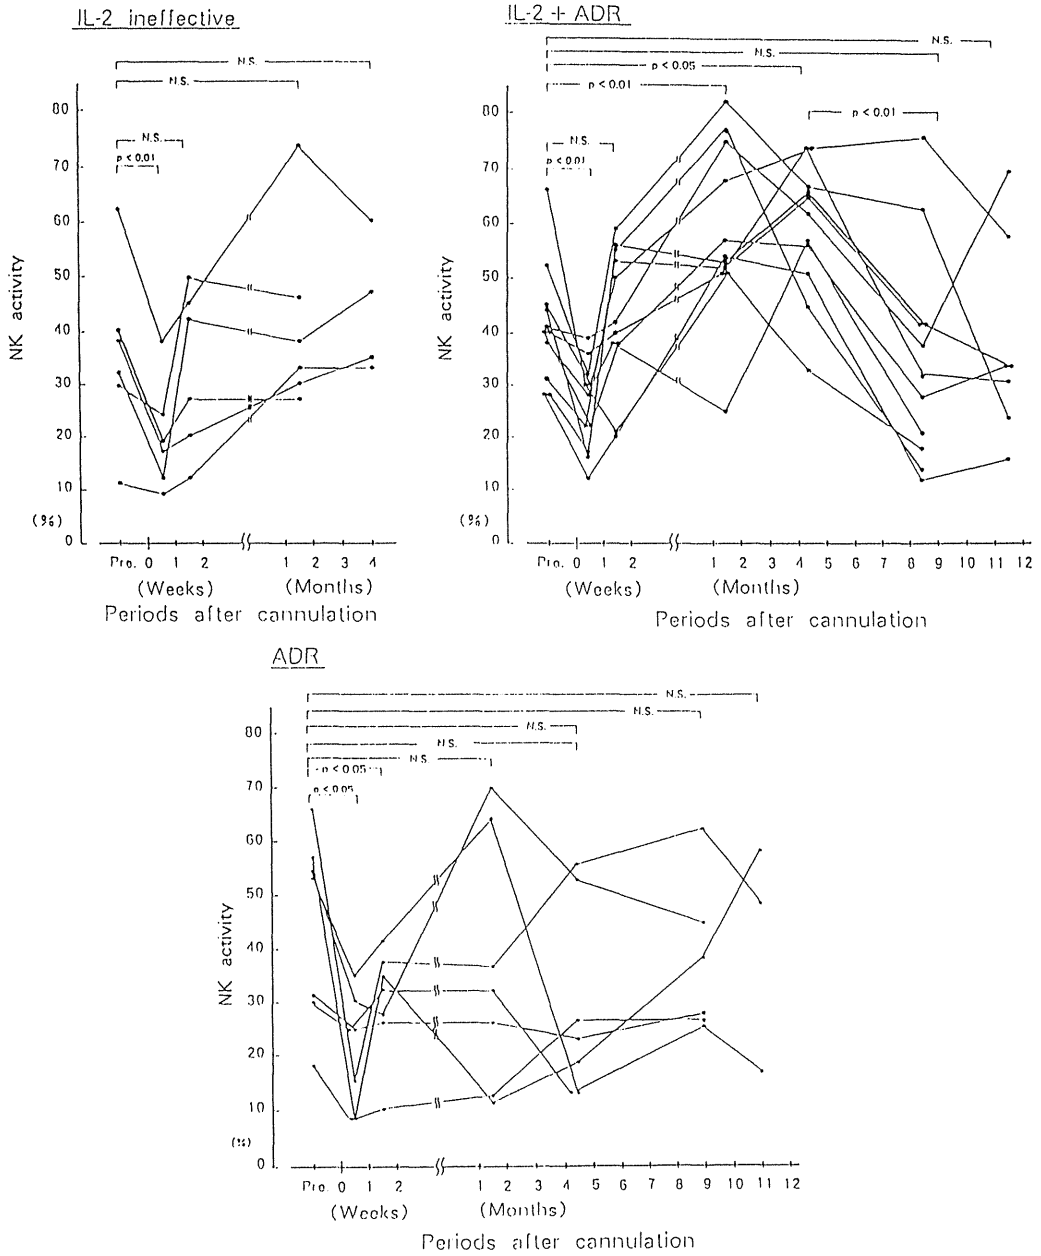 IL-2 ineffective
N.S.
N.S.
N.S.
p < 0.01
80
70
60
50
40
30
20
10
(%)
0
NK activity
Pre. 0 1 2 1 2 3 4
(Weeks) (Months)
Periods after cannulation
IL-2 + ADR
N.S.
N.S.
p < 0.05
p < 0.01
p < 0.01
N.S.
p < 0.01
80
70
60
50
40
30
20
10
(%)
0
NK activity
Pre. 0 1 2 1 2 3 4 5 6 7 8 9 10 11 12
(Weeks) (Months)
Periods after cannulation
ADR
N.S.
N.S.
N.S.
N.S.
N.S.
p < 0.05
p < 0.05
80
70
60
50
40
30
20
10
(%)
0
NK activity
Pre. 0 1 2 1 2 3 4 5 6 7 8 9 10 11 12
(Weeks) (Months)
Periods after cannulation